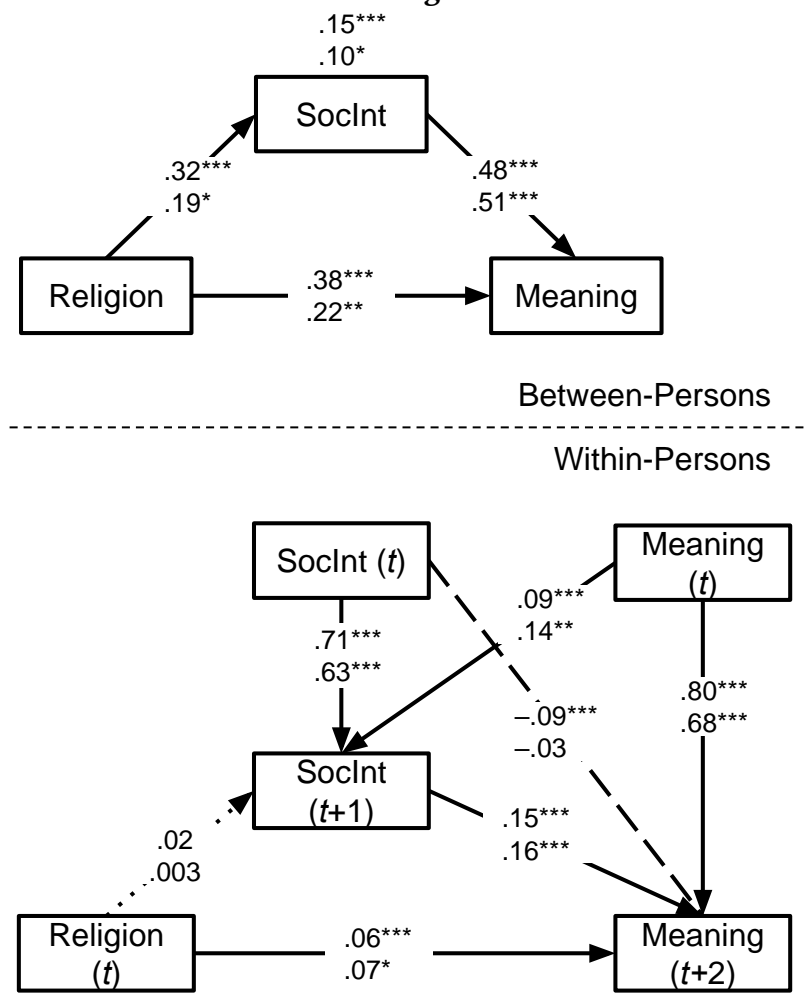 .15***
.10*
SocInt
.32***
.19*
.48***
.51***
Religion
.38***
.22**
Meaning
Between-Persons
Within-Persons
SocInt (t)
Meaning
(t)
.09***
.14**
.71***
.63***
.80***
.68***
–.09***
–.03
SocInt
(t+1)
.15***
.16***
.02
.003
Religion
(t)
.06***
.07*
Meaning
(t+2)